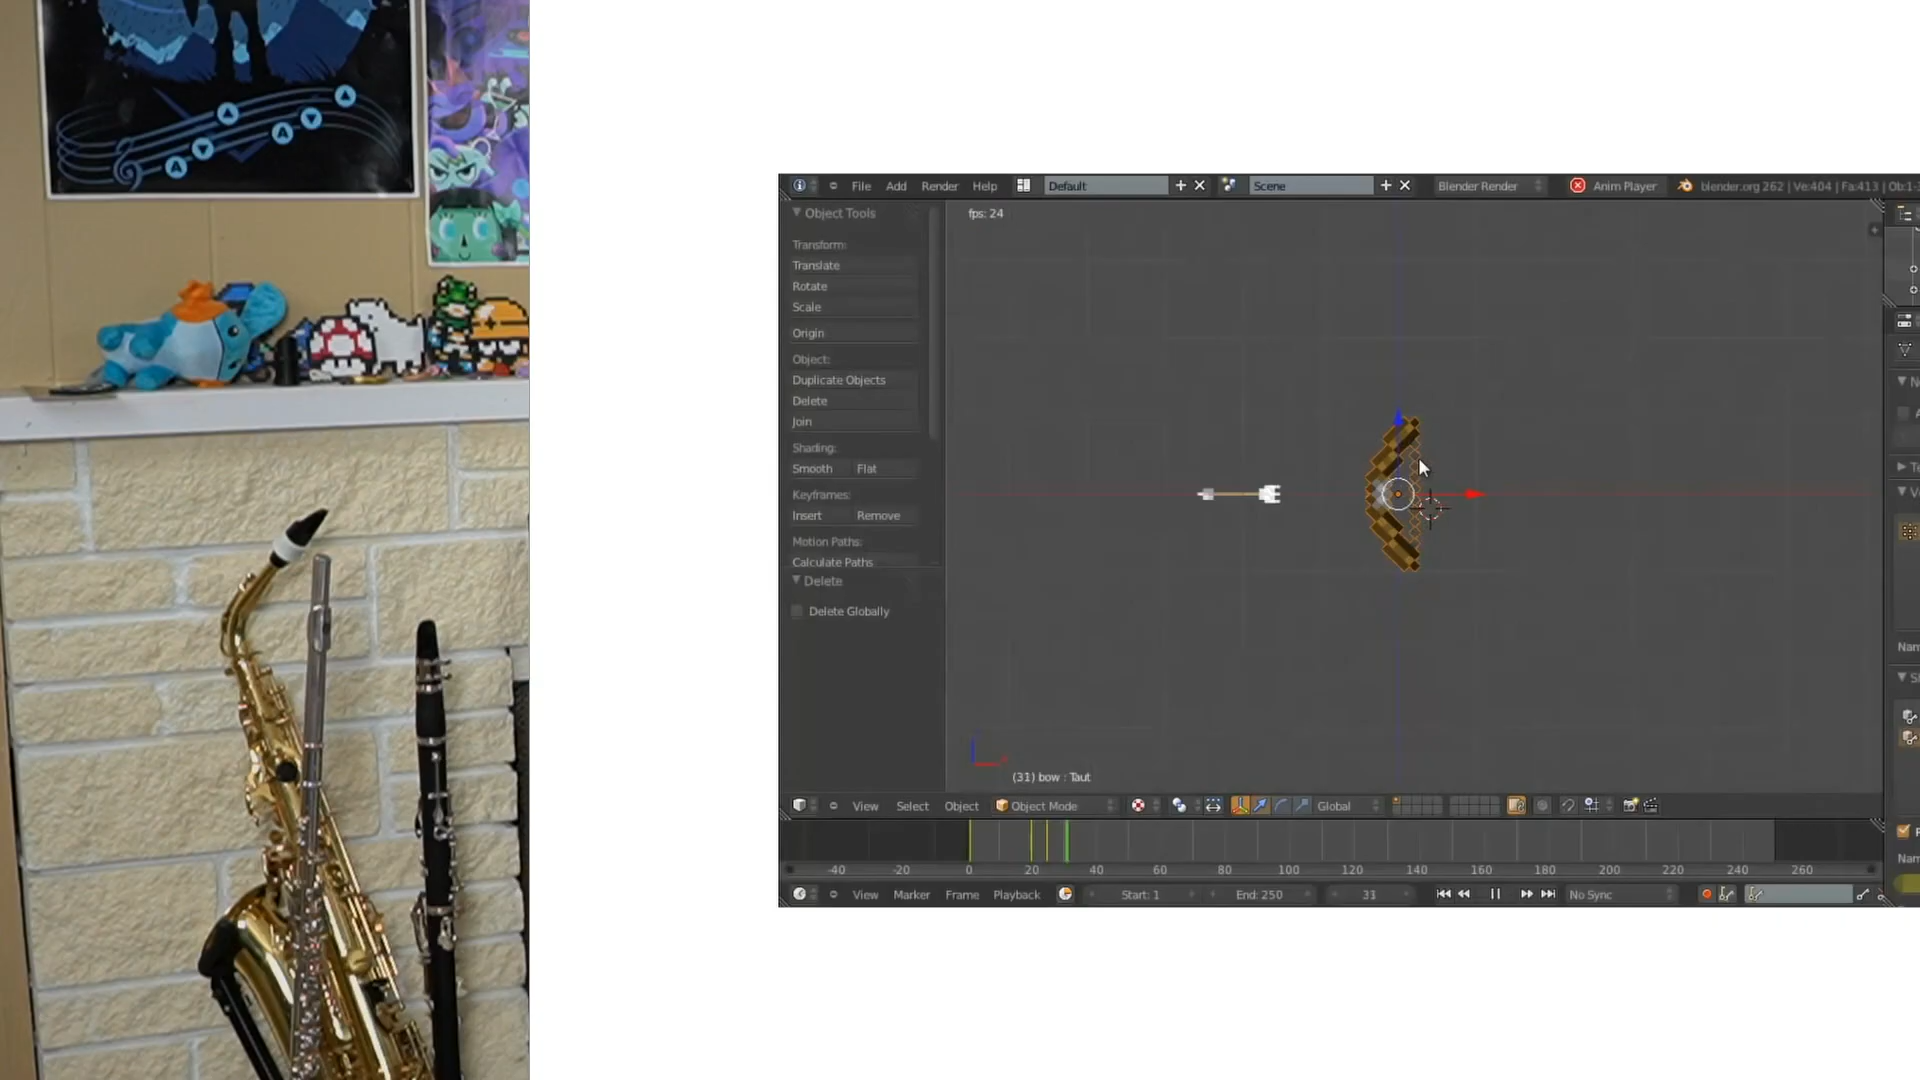 A A
File Add Render Help Default Scene Blender Render Anim Player blender.org 262 | Ve:404 | Fa:413 | Ob:1-
Object Tools
fps: 24
Transform:
Translate
Rotate
Scale
Origin
Object:
Duplicate Objects
Delete
Join
Shading:
Smooth Flat
Keyframes:
Insert Remove
Motion Paths:
Calculate Paths
Delete
Delete Globally
(31) bow : Taut
View Select Object Object Mode Global
-40 -20 0 20 40 60 80 100 120 140 160 180 200 220 240 260
View Marker Frame Playback Start: 1 End: 250 31 No Sync
Nam
Nam